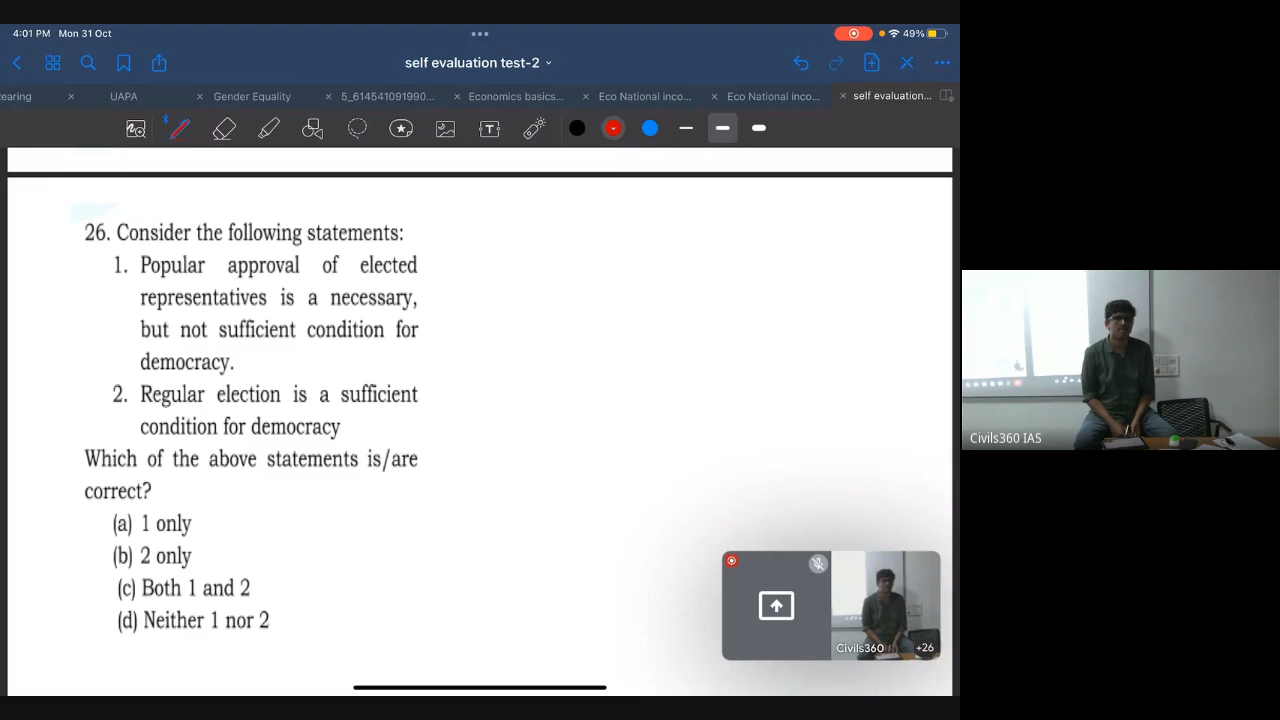 4:01 PM Mon 31 Oct
49%
self evaluation test-2
earing
UAPA
Gender Equality
5_614541091990...
Economics basics...
Eco National inco...
Eco National inco...
self evaluation...
26. Consider the following statements:
1. Popular approval of elected
representatives is a necessary,
but not sufficient condition for
democracy.
2. Regular election is a sufficient
condition for democracy
Which of the above statements is/are
correct?
(a) 1 only
(b) 2 only
(c) Both 1 and 2
(d) Neither 1 nor 2
Civils360
+26
Civils360 IAS